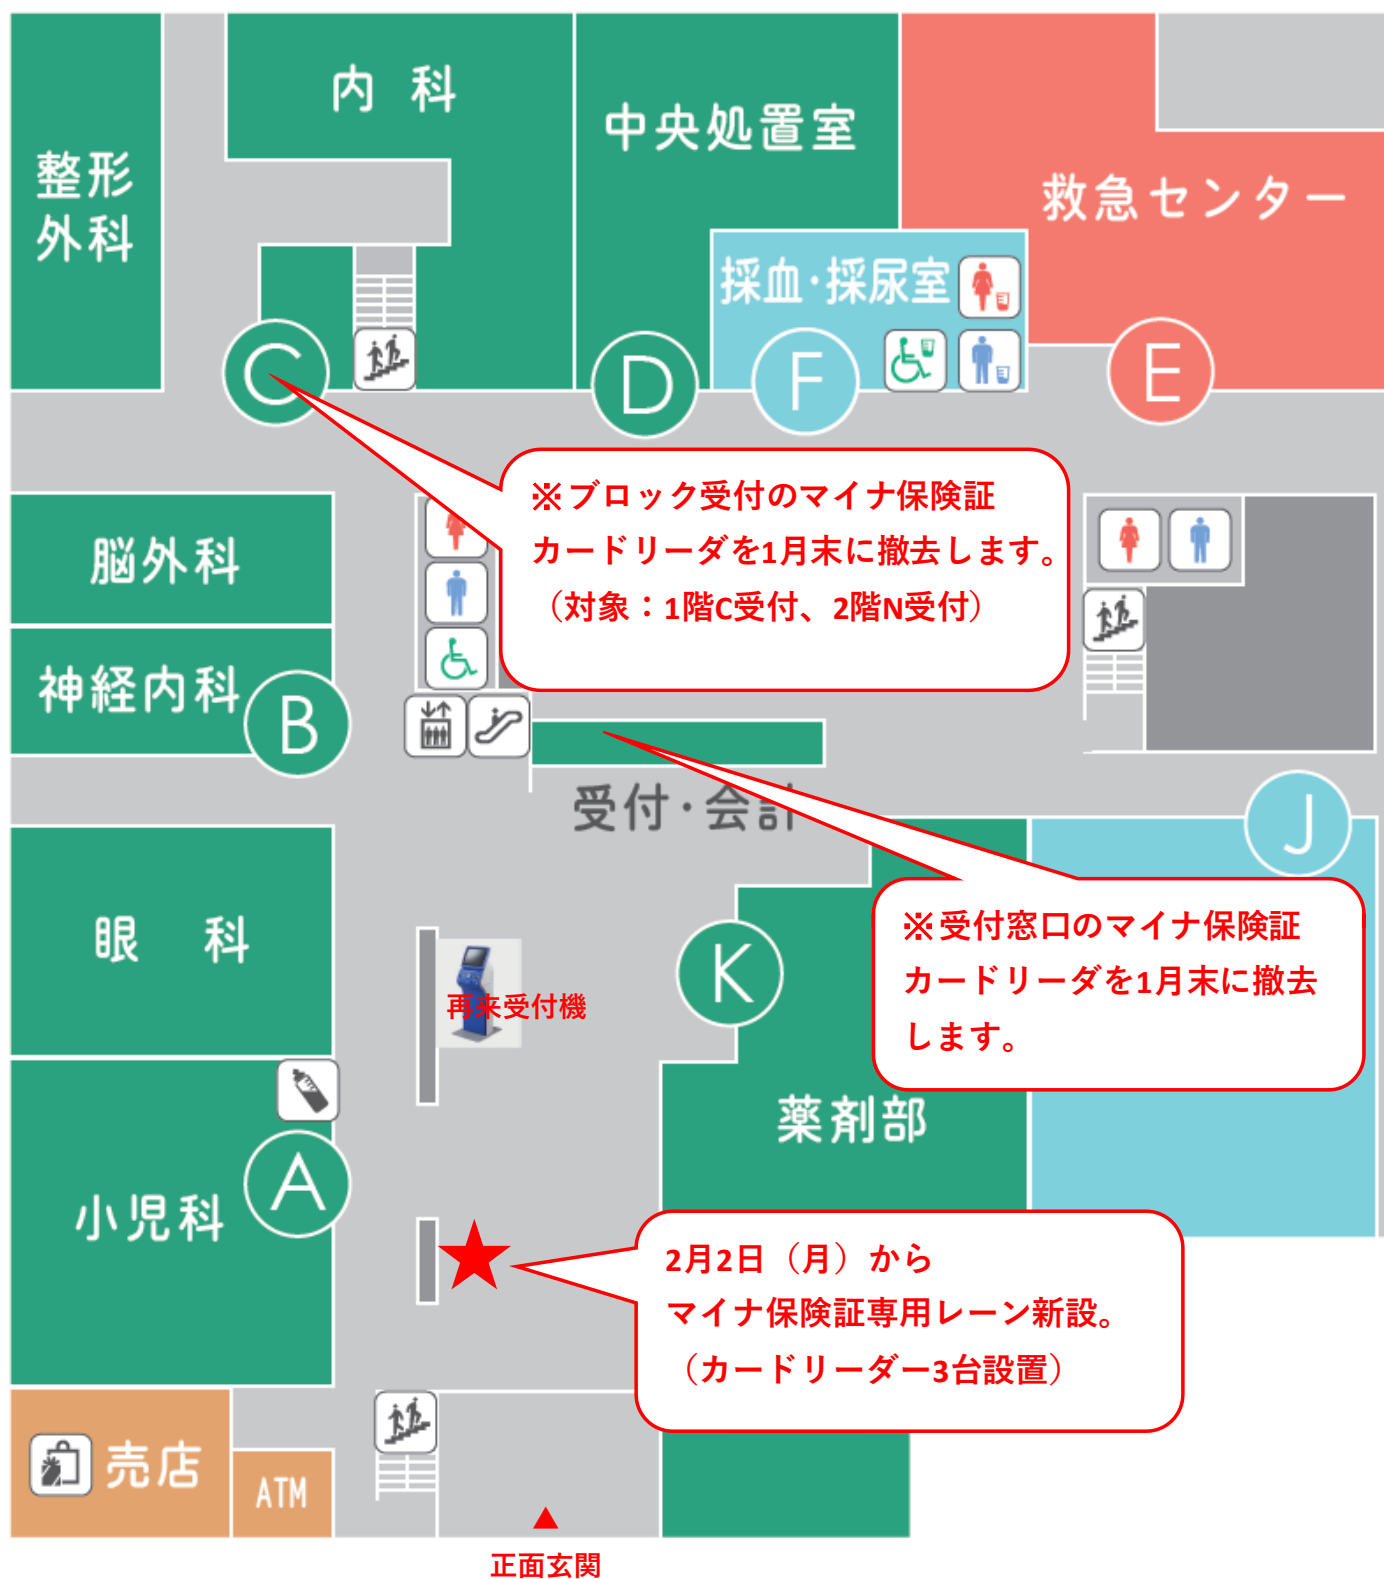 内 科
中央処置室
整形
外科
救急センター
採血・採尿室
C
D
F
E
※ブロック受付のマイナ保険証
カードリーダを1月末に撤去します。
（対象：1階C受付、2階N受付）
脳外科
神経内科
B
受付・会計
J
眼 科
K
※受付窓口のマイナ保険証
カードリーダを1月末に撤去
します。
再来受付機
薬剤部
小児科
A
2月2日（月）から
マイナ保険証専用レーン新設。
（カードリーダー3台設置）
売店
ATM
正面玄関